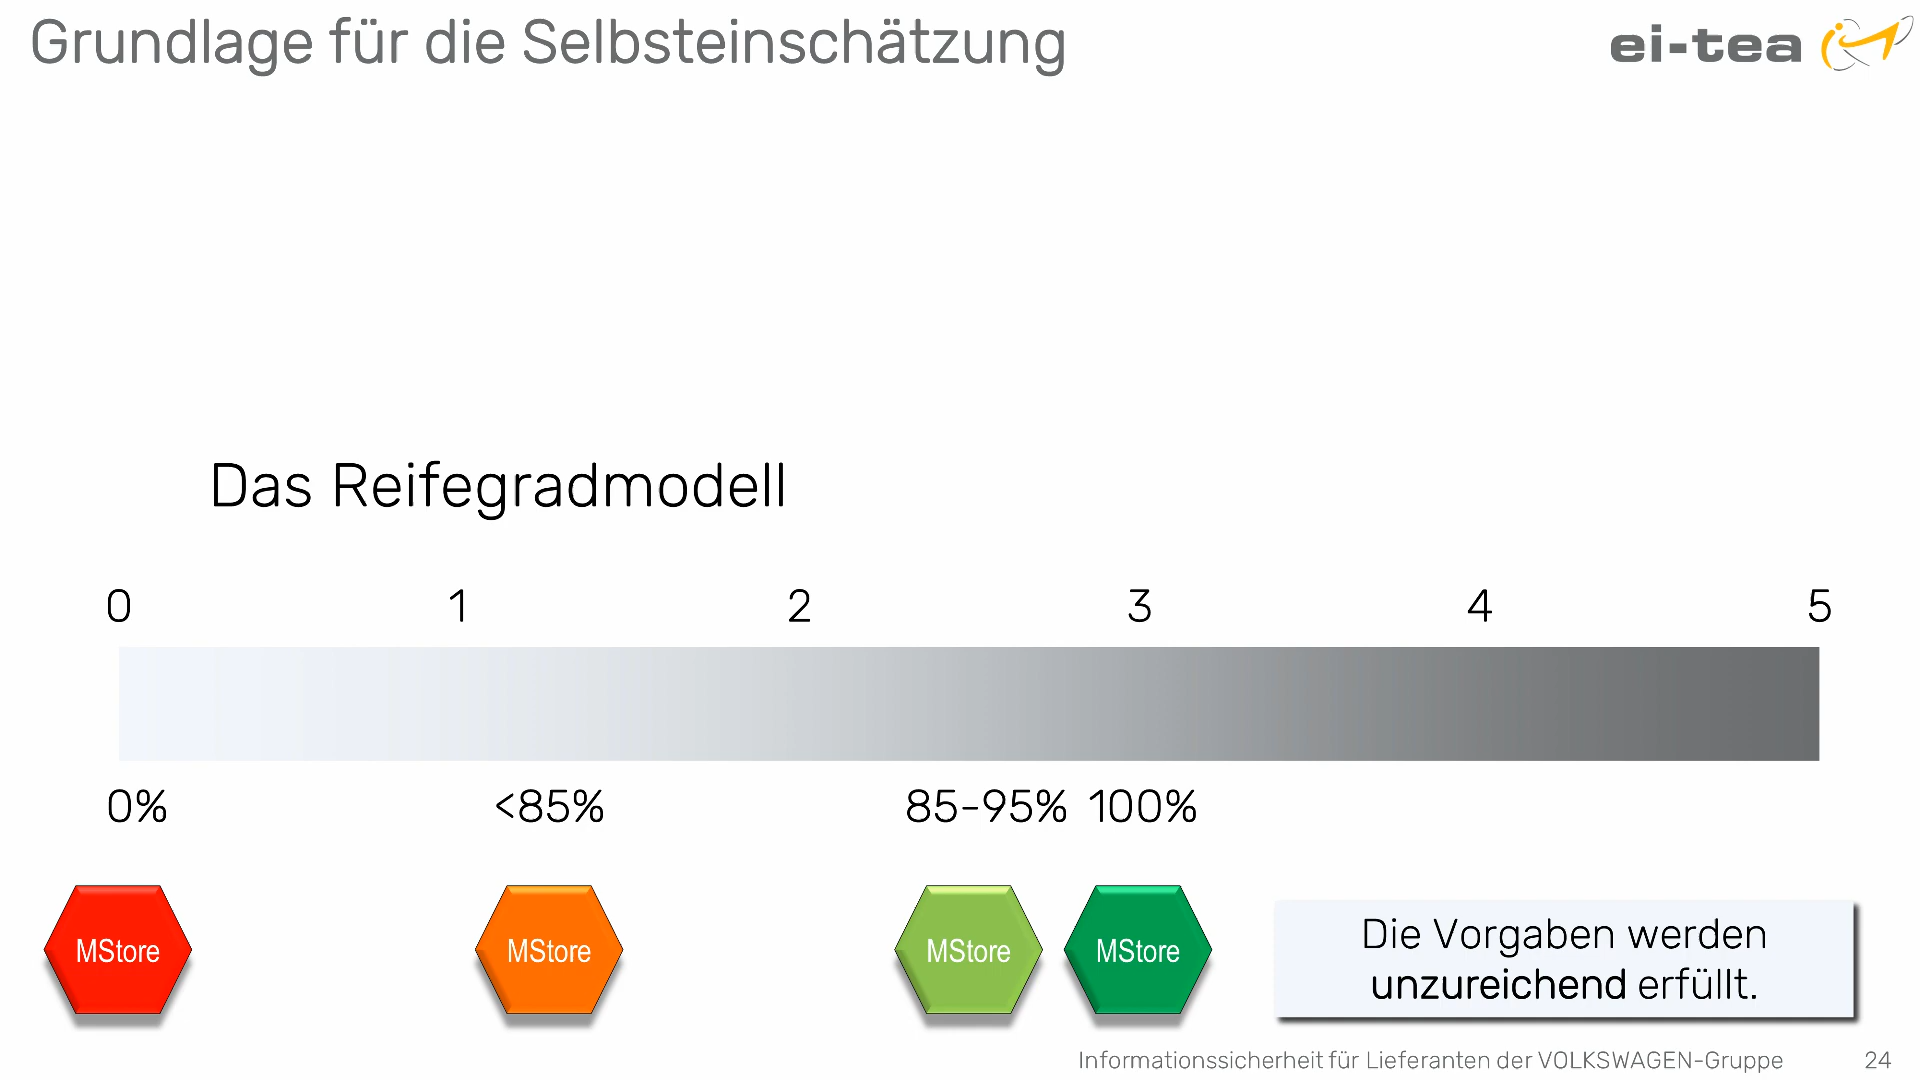 Grundlage für die Selbsteinschätzung
ei-tea
Das Reifegradmodell
0 1 2 3 4 5
0% <85% 85-95% 100%
MStore MStore MStore MStore
Die Vorgaben werden
unzureichend erfüllt.
Informationssicherheit für Lieferanten der VOLKSWAGEN-Gruppe 24